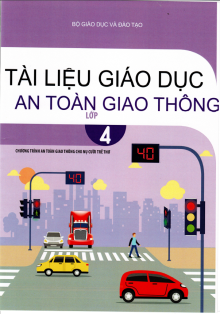 BỘ GIÁO DỤC VÀ ĐÀO TẠO
TÀI LIỆU GIÁO DỤC
AN TOÀN GIAO THÔNG
LỚP 4
CHƯƠNG TRÌNH AN TOÀN GIAO THÔNG CHO NỤ CƯỜI TRẺ THƠ
40
40